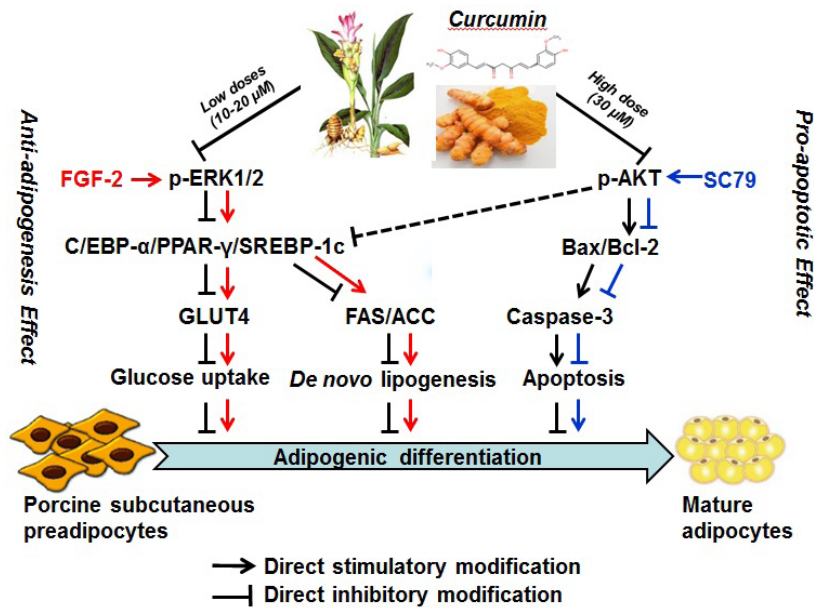 Curcumin
Low doses
(10-20 µM)
High dose
(30 µM)
Anti-adipogenesis Effect
Pro-apoptotic Effect
FGF-2
p-ERK1/2
p-AKT
SC79
C/EBP-α/PPAR-γ/SREBP-1c
Bax/Bcl-2
GLUT4
FAS/ACC
Caspase-3
Glucose uptake
De novo lipogenesis
Apoptosis
Adipogenic differentiation
Porcine subcutaneous
preadipocytes
Mature
adipocytes
Direct stimulatory modification
Direct inhibitory modification